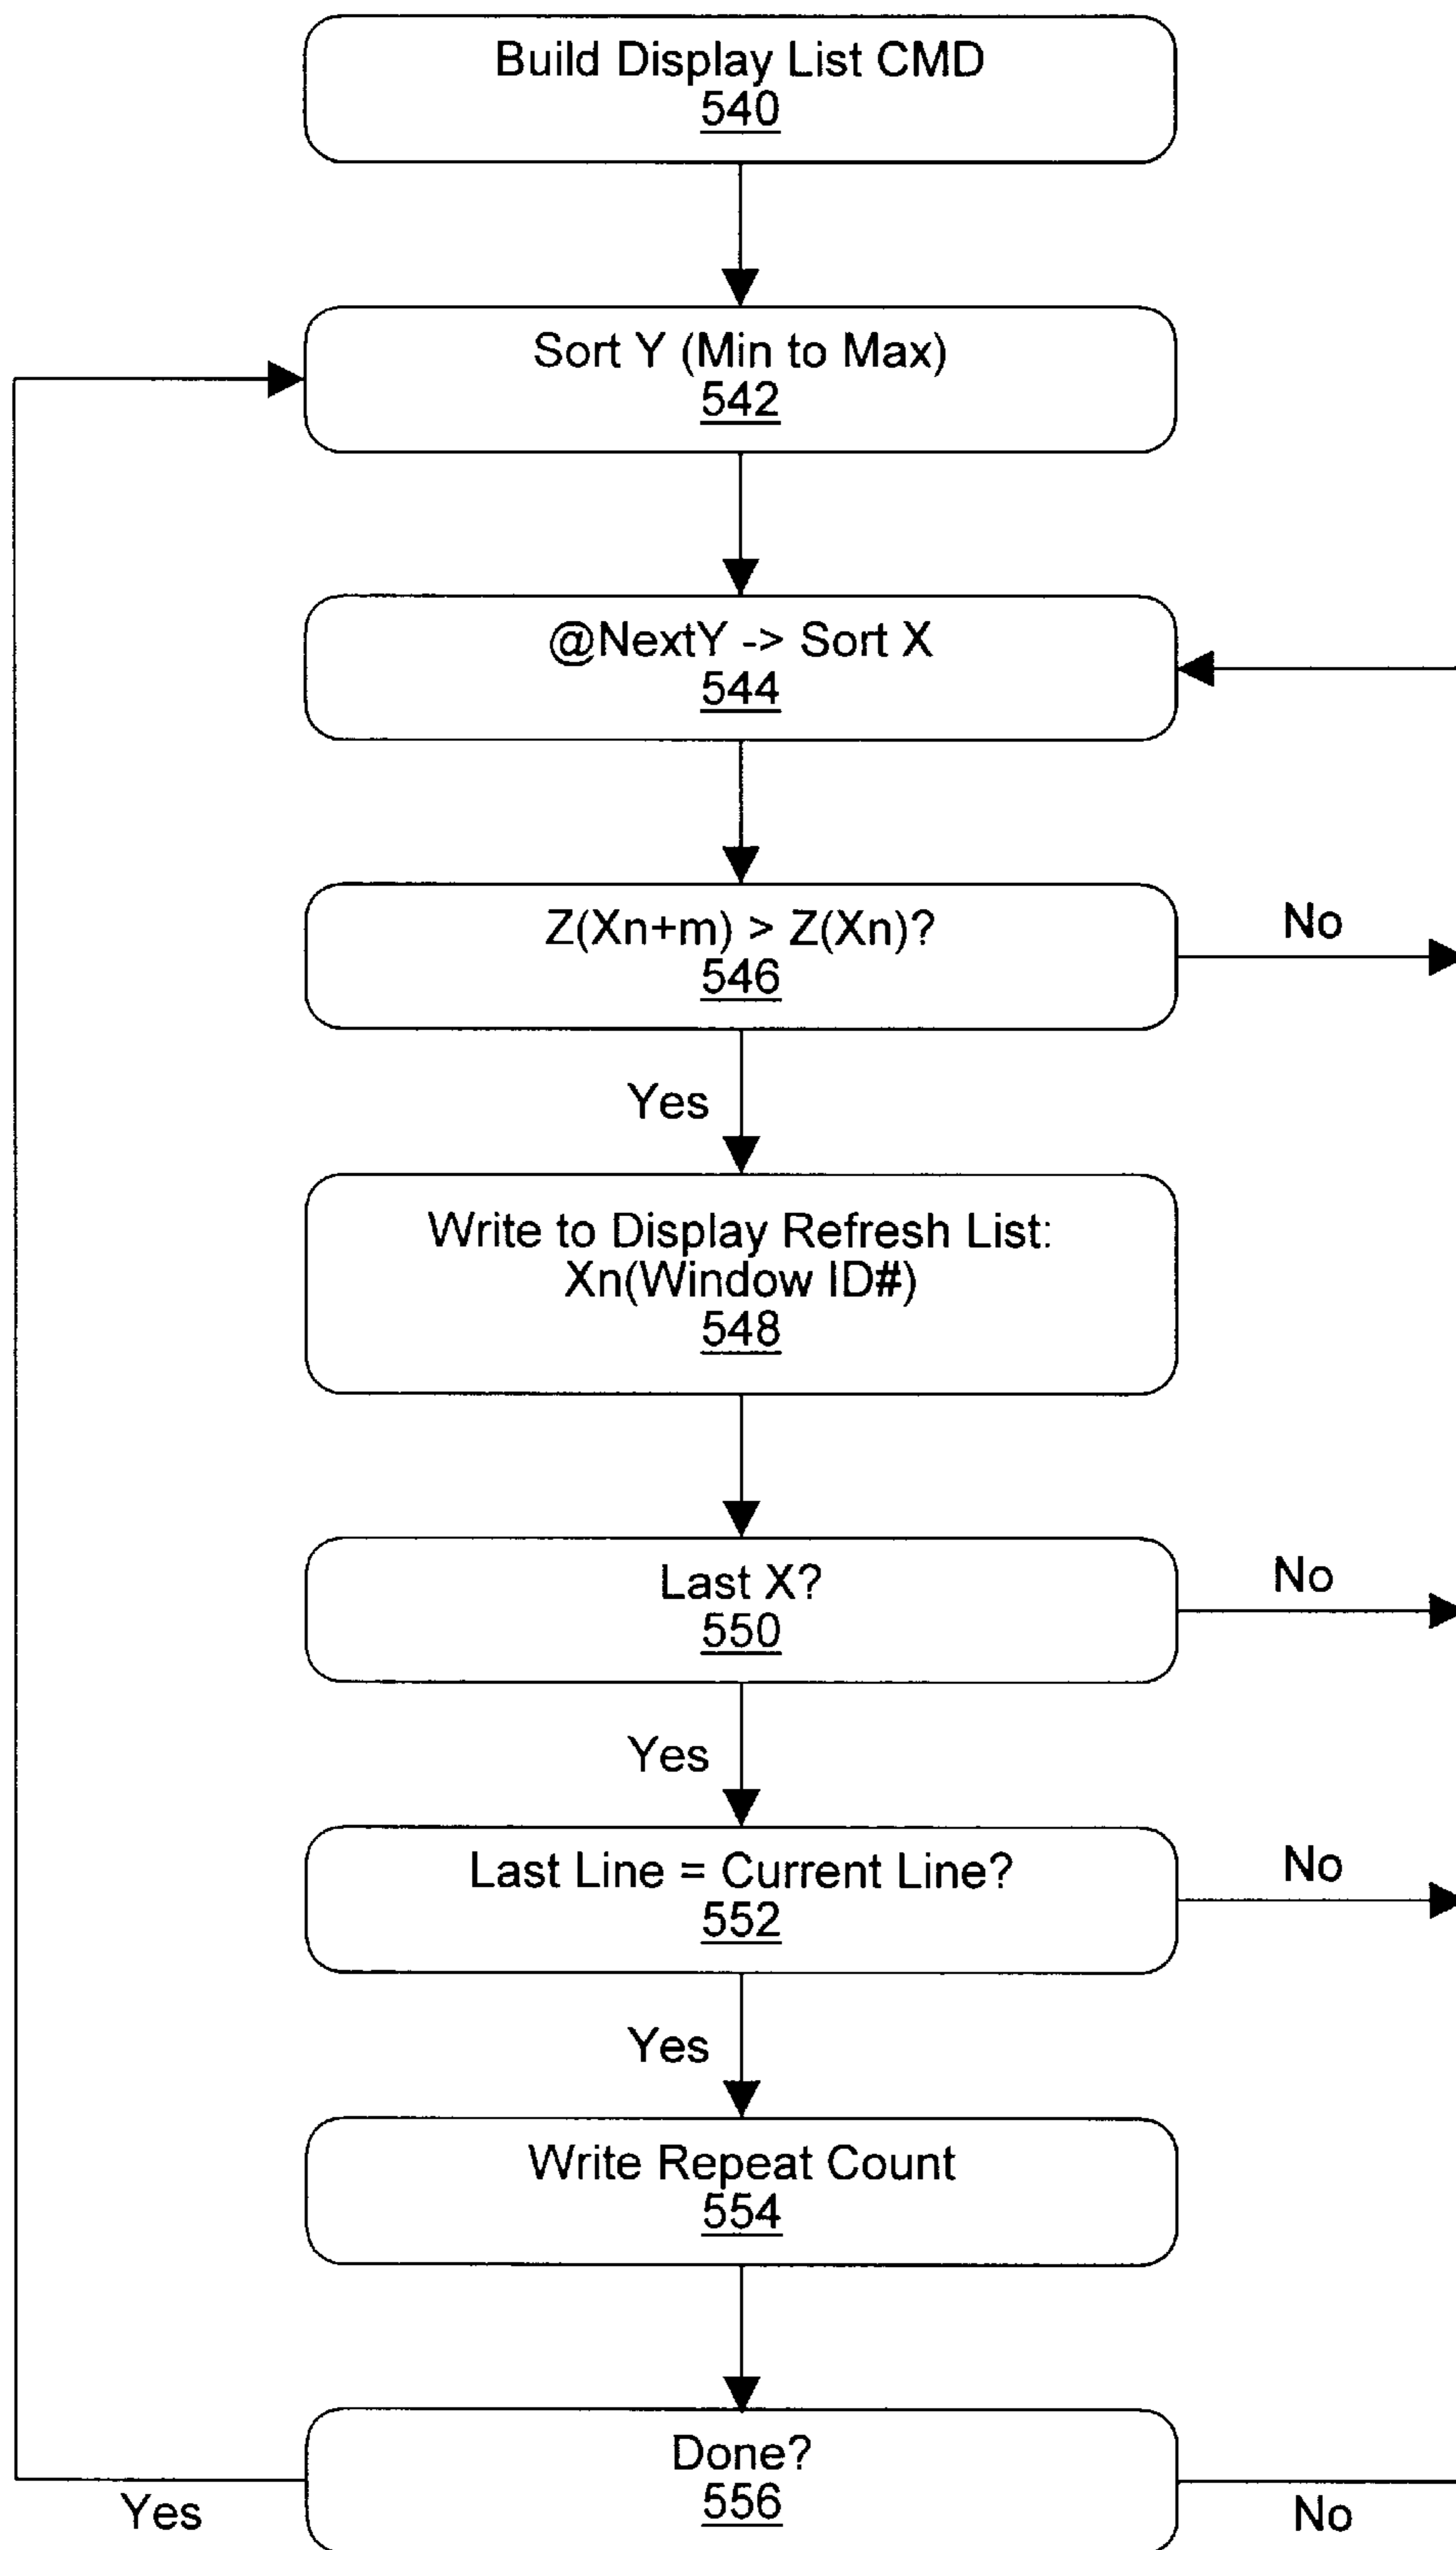 Build Display List CMD
540
Sort Y (Min to Max)
542
@NextY -> Sort X
544
Z(Xn+m) > Z(Xn)?
546
No
Yes
Write to Display Refresh List:
Xn(Window ID#)
548
Last X?
550
No
Yes
Last Line = Current Line?
552
No
Yes
Write Repeat Count
554
Done?
556
Yes
No